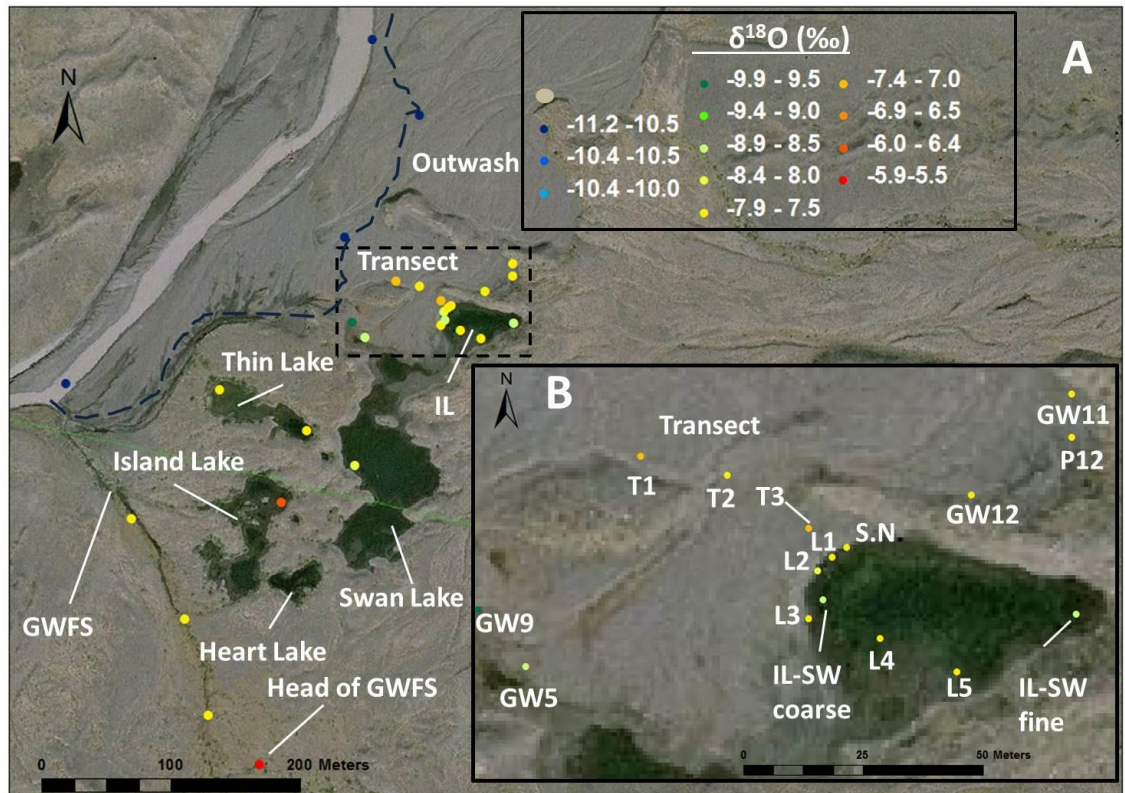 A
N
δ18O (‰)
-11.2 -10.5
-10.4 -10.5
-10.4 -10.0
-9.9 - 9.5
-9.4 - 9.0
-8.9 - 8.5
-8.4 - 8.0
-7.9 - 7.5
-7.4 - 7.0
-6.9 - 6.5
-6.0 - 6.4
-5.9-5.5
Outwash
Transect
Thin Lake
IL
Island Lake
Swan Lake
GWFS
Heart Lake
Head of GWFS
0 100 200 Meters
N
B
Transect
GW11
P12
T1
T2
T3
GW12
L1
S.N.
L2
L3
GW9
GW5
IL-SW
coarse
L4
L5
IL-SW
fine
0 25 50 Meters